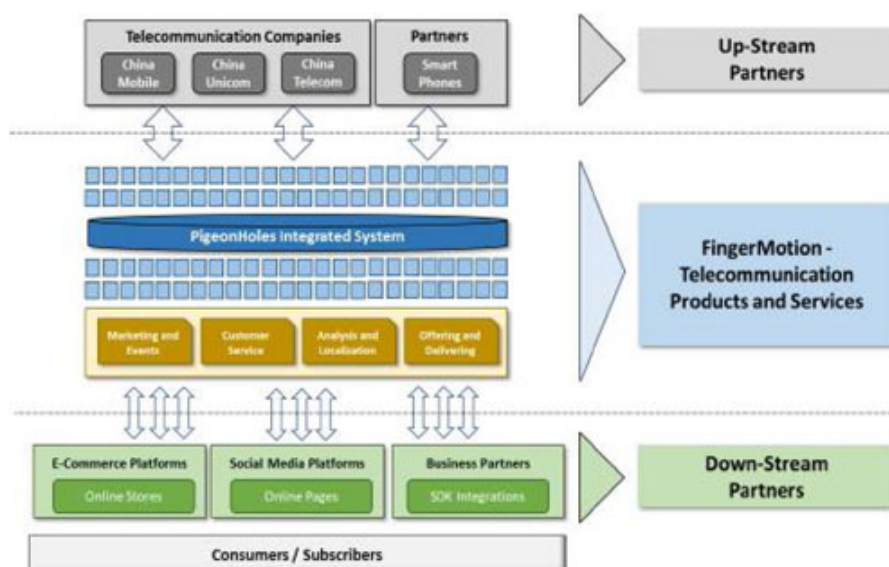 Telecommunication Companies
Partners
China
Mobile
China
Unicom
China
Telecom
Smart
Phones
Up-Stream
Partners
PigeonHoles Integrated System
Marketing and
Events
Customer
Service
Analysis and
Localization
Offering and
Delivering
FingerMotion -
Telecommunication
Products and Services
E-Commerce Platforms
Online Stores
Social Media Platforms
Online Pages
Business Partners
SDK Integrations
Down-Stream
Partners
Consumers / Subscribers